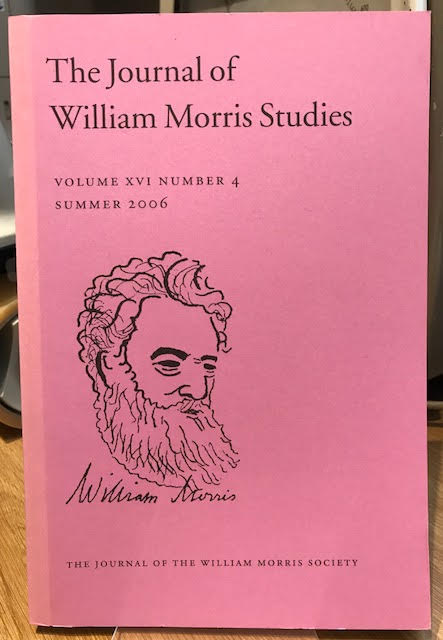 The Journal of
William Morris Studies
VOLUME XVI NUMBER 4
SUMMER 2006
William Morris
THE JOURNAL OF THE WILLIAM MORRIS SOCIETY